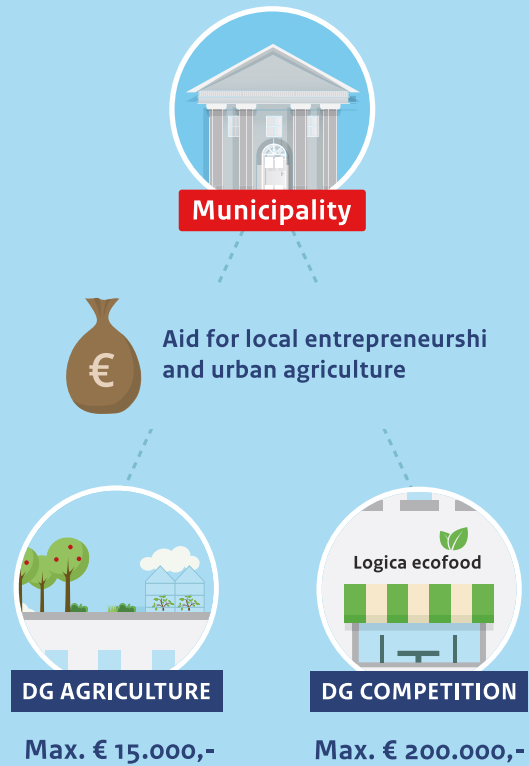 Municipality
€
Aid for local entrepreneurshi
and urban agriculture
Logica ecofood
DG AGRICULTURE
DG COMPETITION
Max. € 15.000,-
Max. € 200.000,-